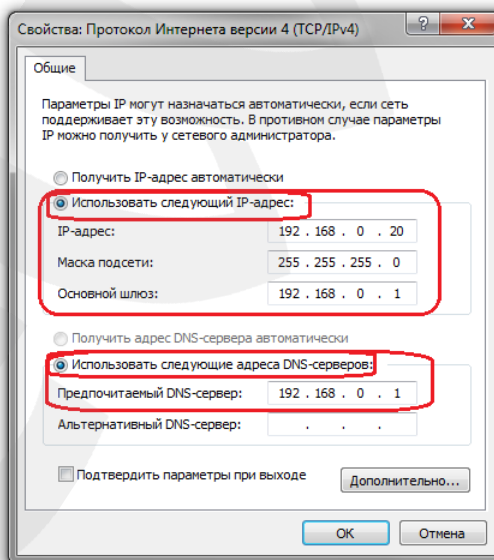 Свойства: Протокол Интернета версии 4 (TCP/IPv4)
Общие
Параметры IP могут назначаться автоматически, если сеть
поддерживает эту возможность. В противном случае параметры
IP можно получить у сетевого администратора.
Получить IP-адрес автоматически
Использовать следующий IP-адрес:
IP-адрес: 192 . 168 . 0 . 20
Маска подсети: 255 . 255 . 255 . 0
Основной шлюз: 192 . 168 . 0 . 1
Получить адрес DNS-сервера автоматически
Использовать следующие адреса DNS-серверов:
Предпочитаемый DNS-сервер: 192 . 168 . 0 . 1
Альтернативный DNS-сервер: . . .
Подтвердить параметры при выходе
Дополнительно...
ОК Отмена